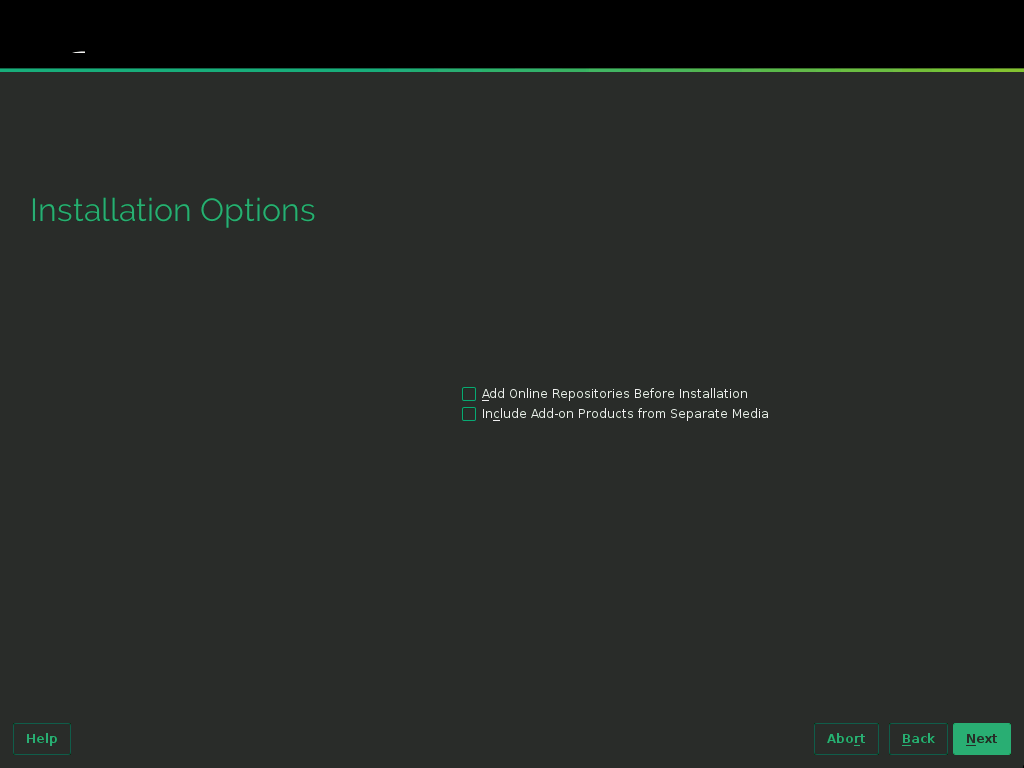 Installation Options
Add Online Repositories Before Installation
Include Add-on Products from Separate Media
Help
Abort
Back
Next